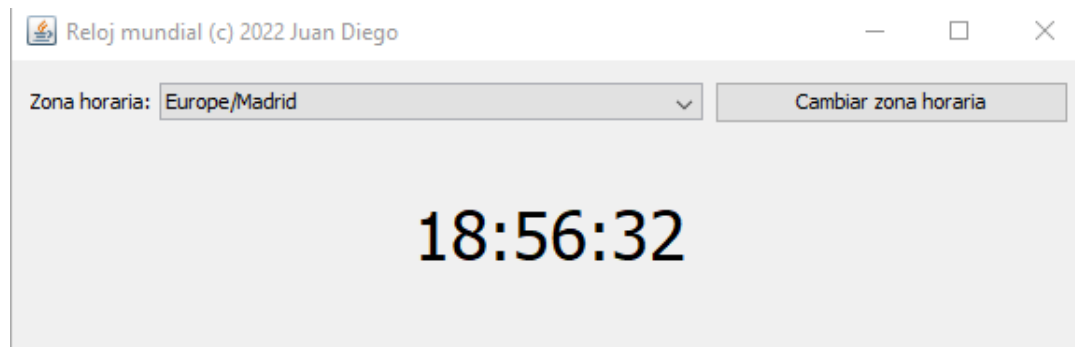 Reloj mundial (c) 2022 Juan Diego
Zona horaria: Europe/Madrid Cambiar zona horaria
18:56:32